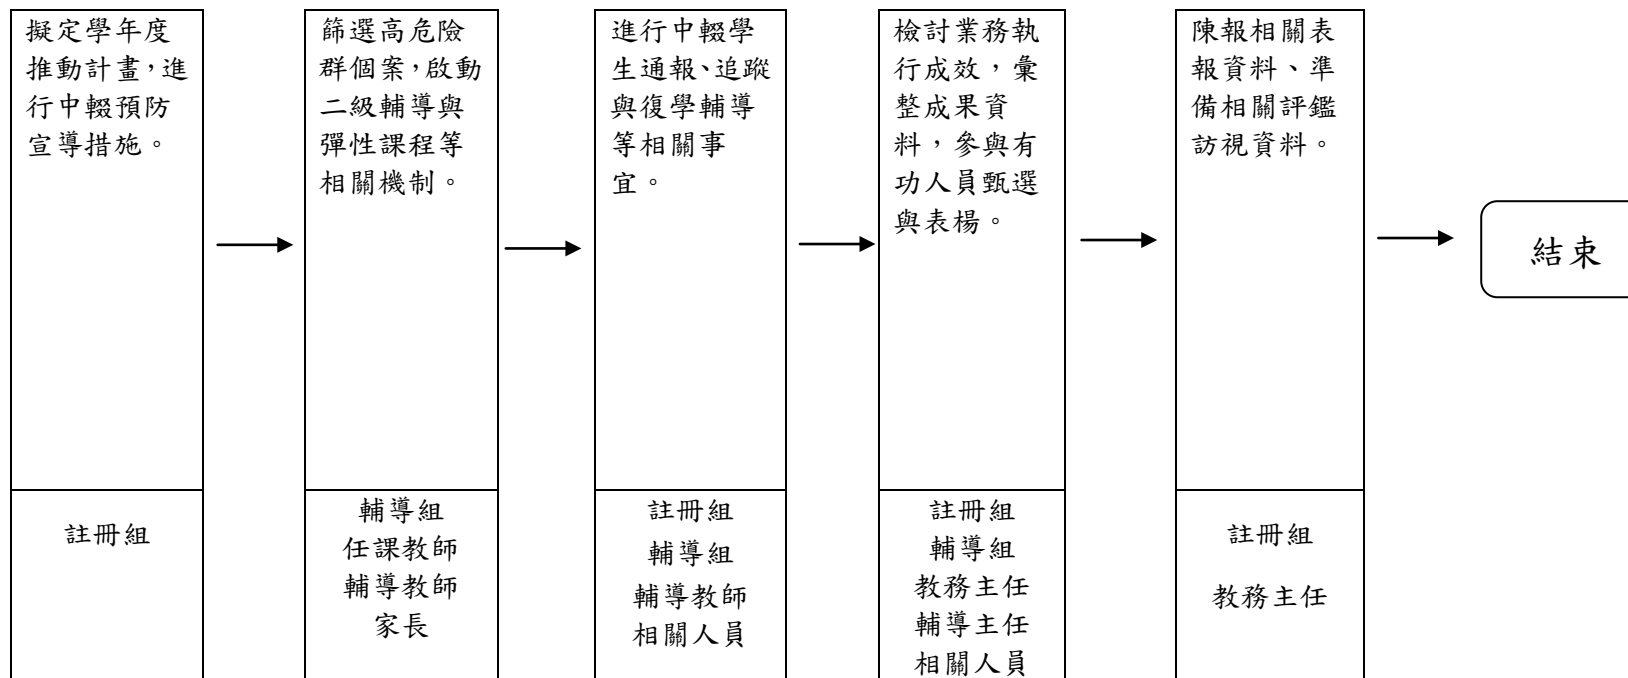 擬定學年度
推動計畫，進
行中輟預防
宣導措施。
註冊組
篩選高危險
群個案，啟動
二級輔導與
彈性課程等
相關機制。
輔導組
任課教師
輔導教師
家長
進行中輟學
生通報、追蹤
與復學輔導
等相關事
宜。
註冊組
輔導組
輔導教師
相關人員
檢討業務執
行成效，彙
整成果資
料，參與有
功人員甄選
與表楊。
註冊組
輔導組
教務主任
輔導主任
相關人員
陳報相關表
報資料、準
備相關評鑑
訪視資料。
註冊組
教務主任
結束